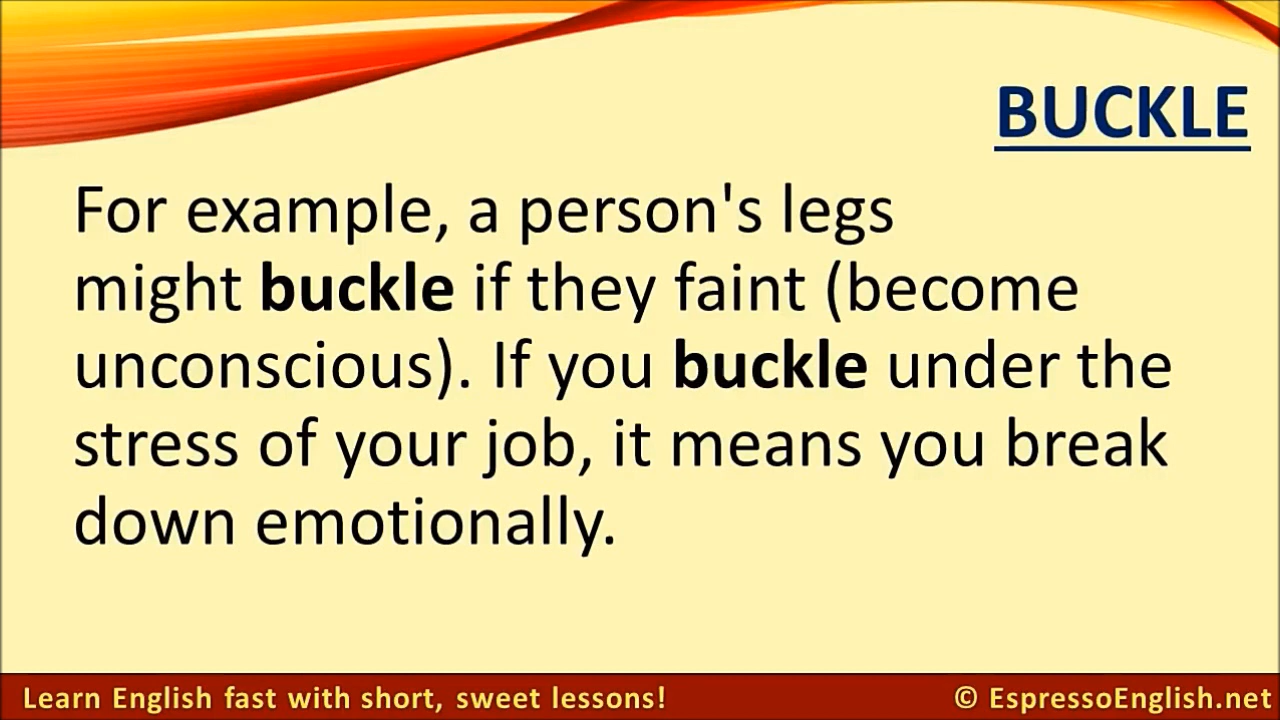 BUCKLE
For example, a person's legs
might buckle if they faint (become
unconscious). If you buckle under the
stress of your job, it means you break
down emotionally.
Learn English fast with short, sweet lessons!
© EspressoEnglish.net